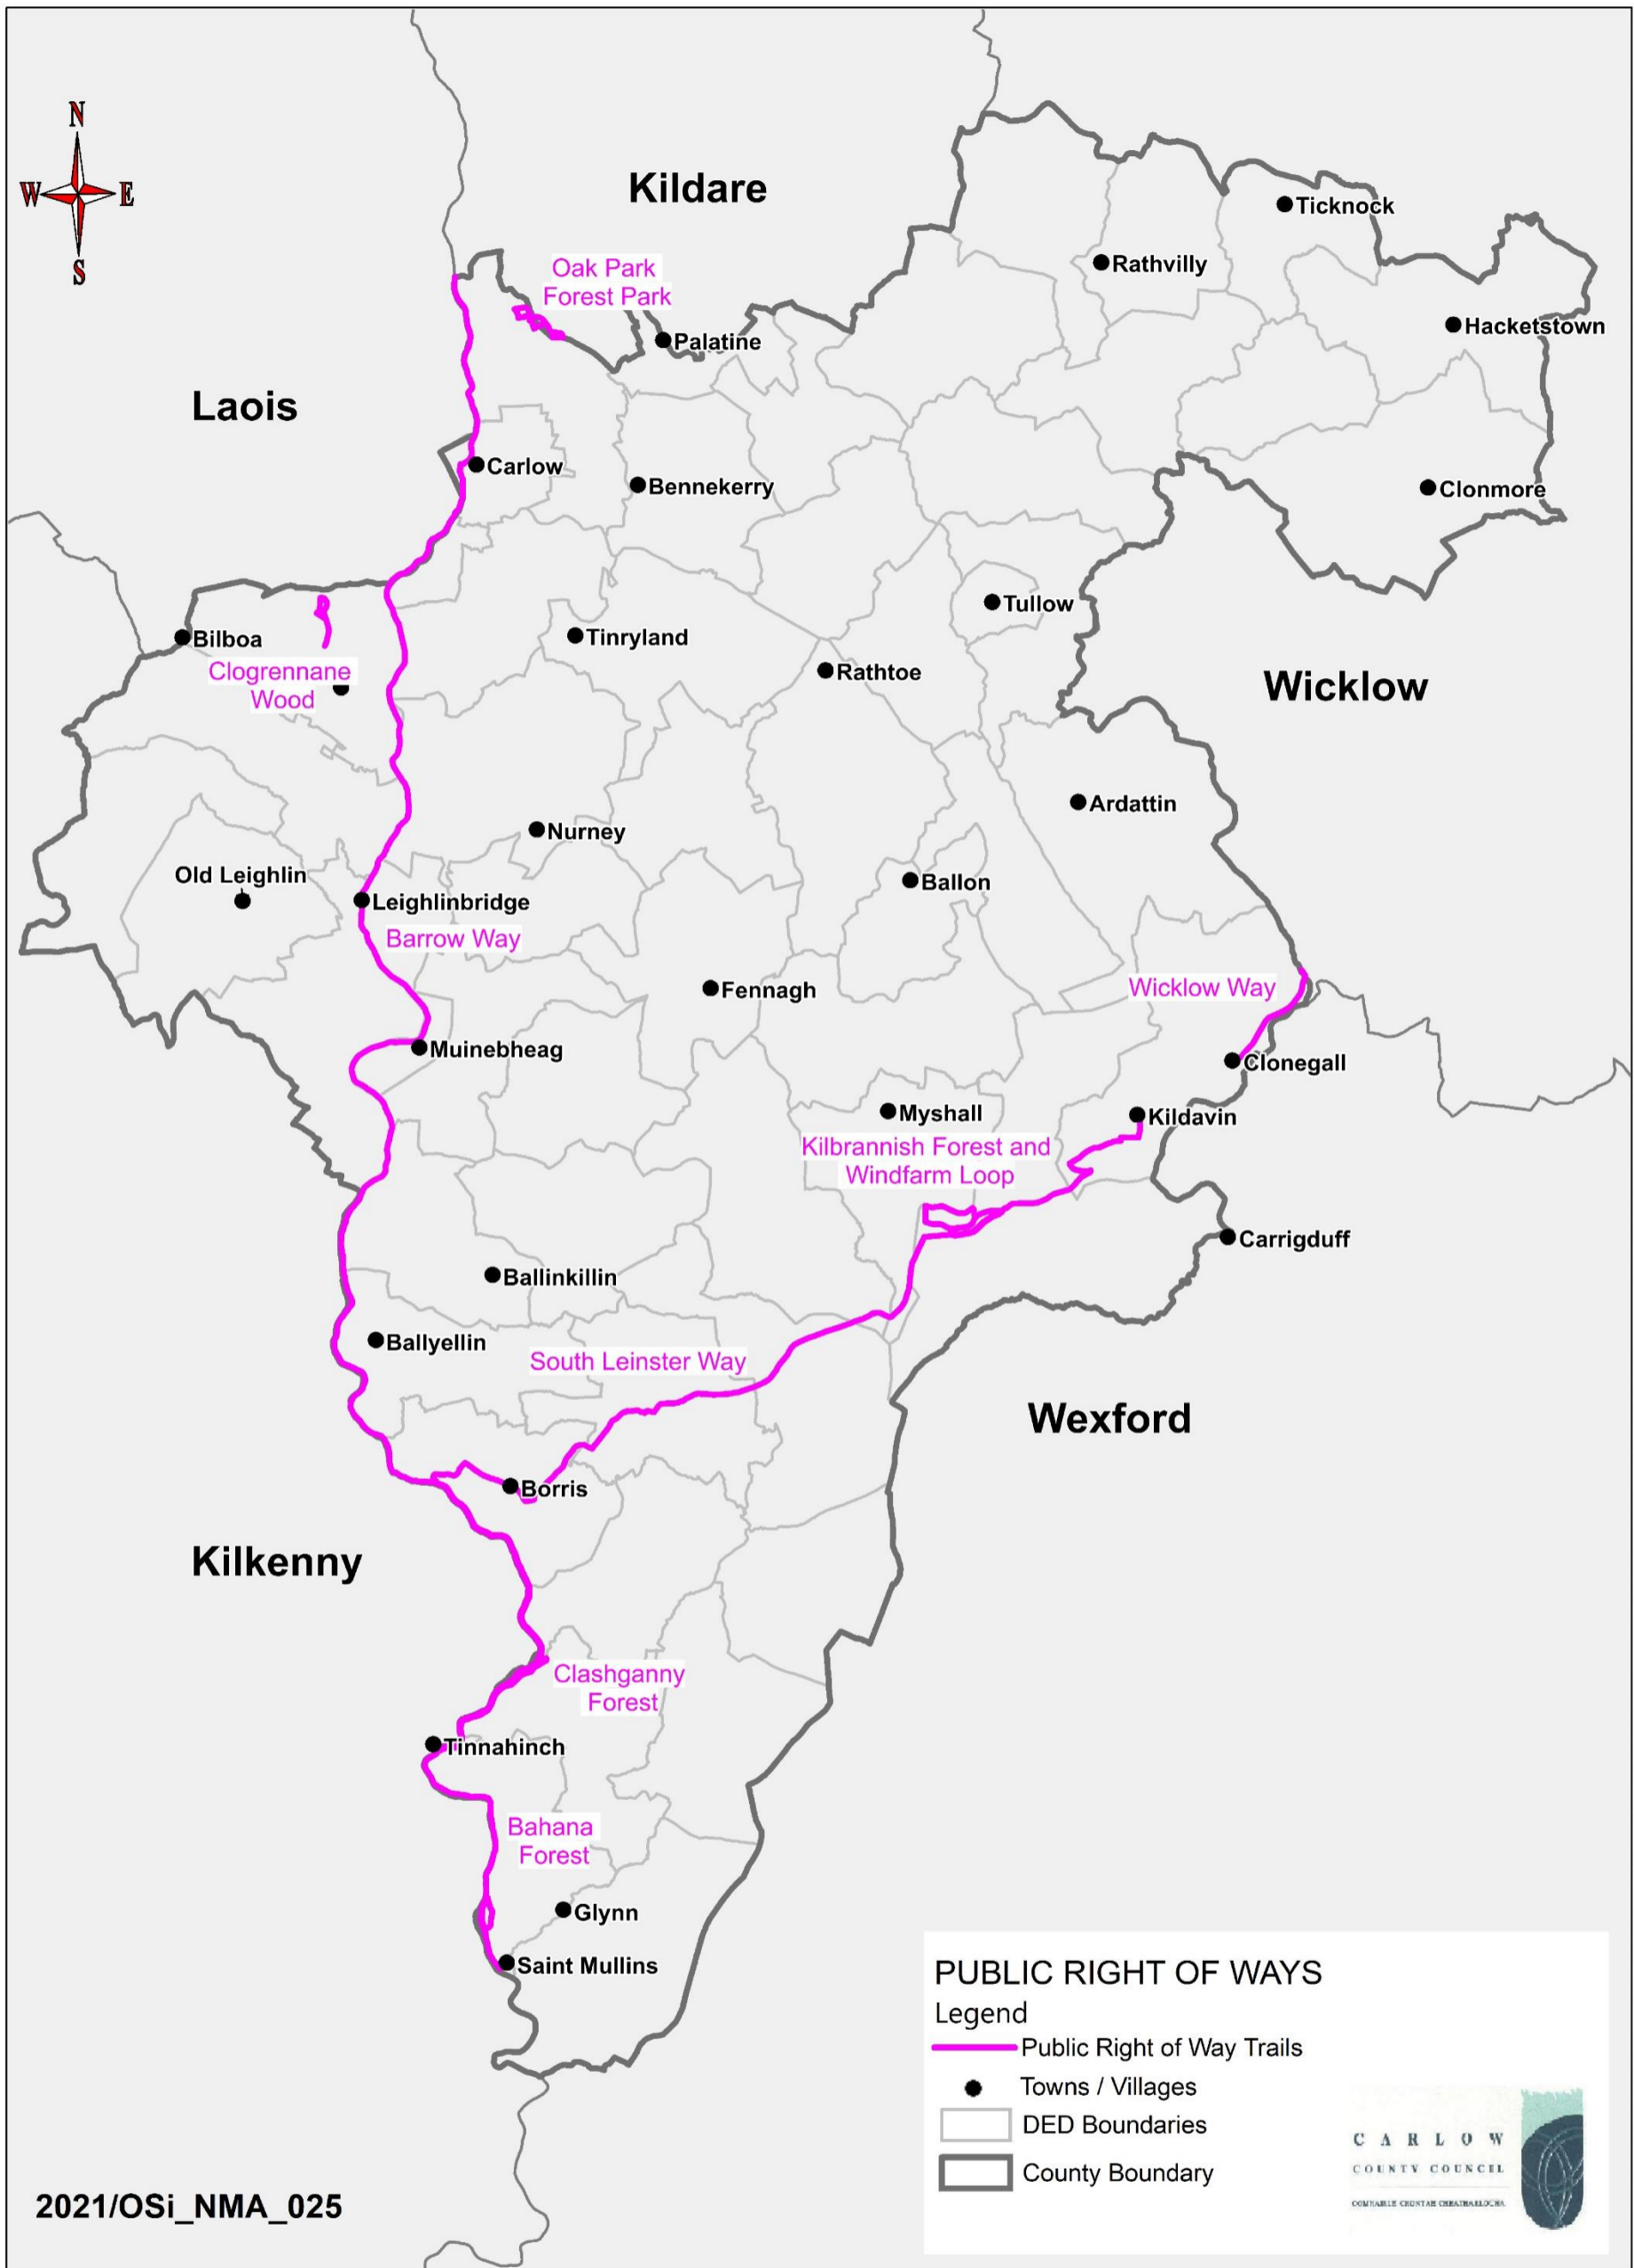 N
W
E
S
Kildare
Ticknock
Rathvilly
Oak Park
Forest Park
Hacketstown
Palatine
Laois
Carlow
Bennekerry
Clonmore
Tullow
Bilboa
Tinryland
Clogrennane
Wood
Rathtoe
Wicklow
Ardattin
Nurney
Old Leighlin
Ballon
Leighlinbridge
Barrow Way
Fennagh
Wicklow Way
Muinebheag
Clonegall
Myshall
Kildavin
Kilbrannish Forest and
Windfarm Loop
Carrigduff
Ballinkillin
Ballyellin
South Leinster Way
Wexford
Borris
Kilkenny
Clashganny
Forest
Tinnahinch
Bahana
Forest
Glynn
Saint Mullins
PUBLIC RIGHT OF WAYS
Legend
Public Right of Way Trails
Towns / Villages
DED Boundaries
County Boundary
CARLOW
COUNTY COUNCIL
2021/OSi_NMA_025